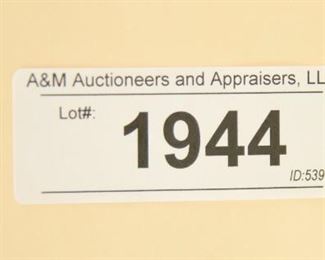 A&M Auctioneers and Appraisers, LL
Lot#:
1944
ID:539